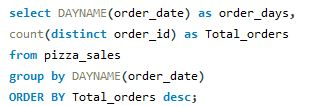 select DAYNAME(order_date) as order_days,
count(distinct order_id) as Total_orders
from pizza_sales
group by DAYNAME(order_date)
ORDER BY Total_orders desc;